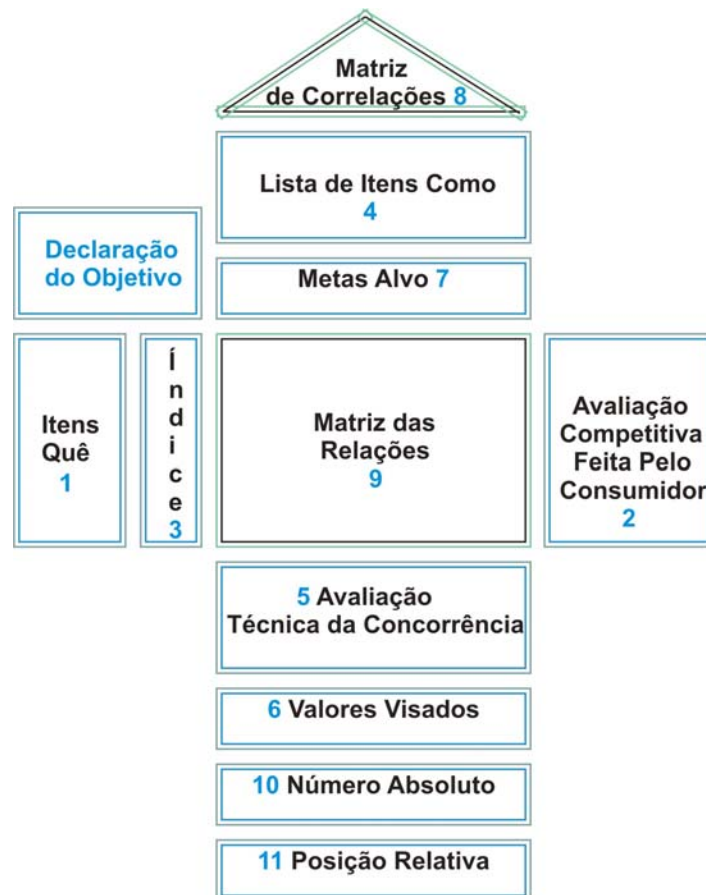 Matriz
de Correlações 8
Lista de Itens Como
4
Declaração
do Objetivo
Metas Alvo 7
Itens
Quê
1
Í
n
d
i
c
e
3
Matriz das
Relações
9
Avaliação
Competitiva
Feita Pelo
Consumidor
2
5 Avaliação
Técnica da Concorrência
6 Valores Visados
10 Número Absoluto
11 Posição Relativa